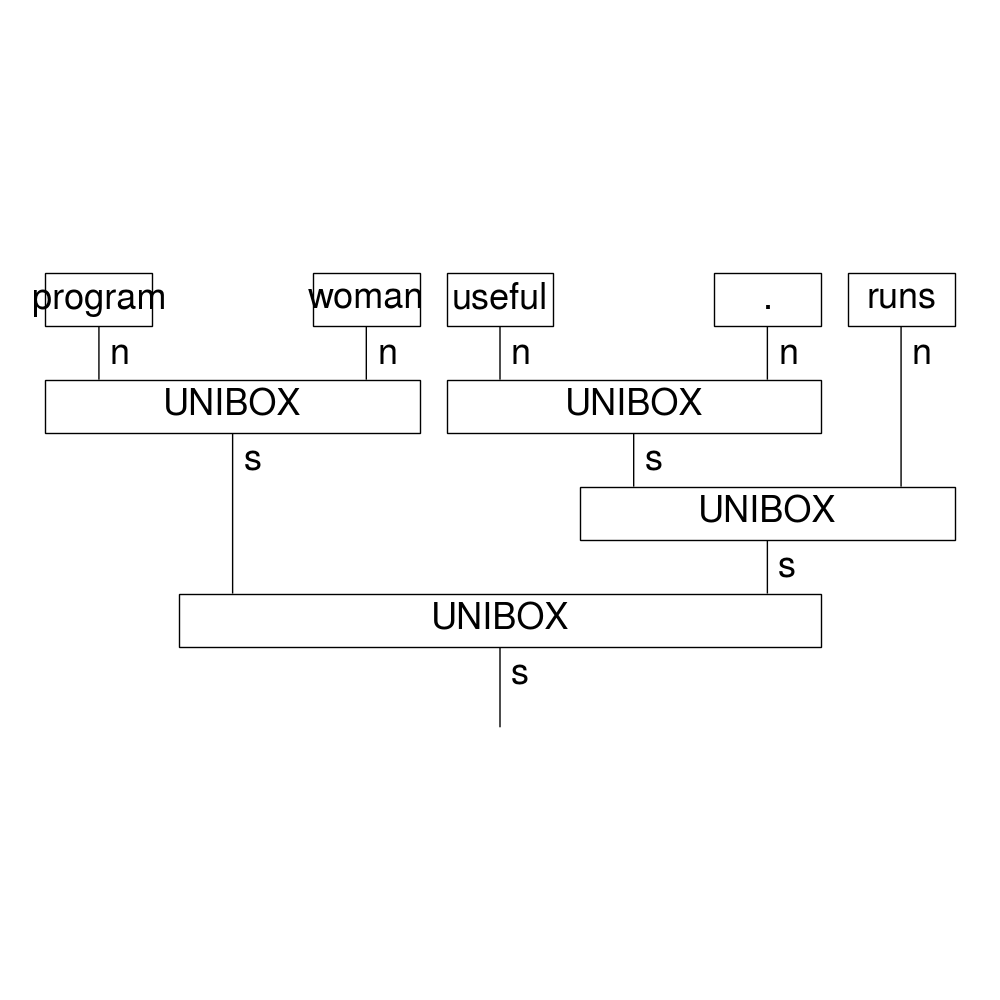 program woman useful . runs
n n n n n
UNIBOX UNIBOX
s s
UNIBOX
s
UNIBOX
s